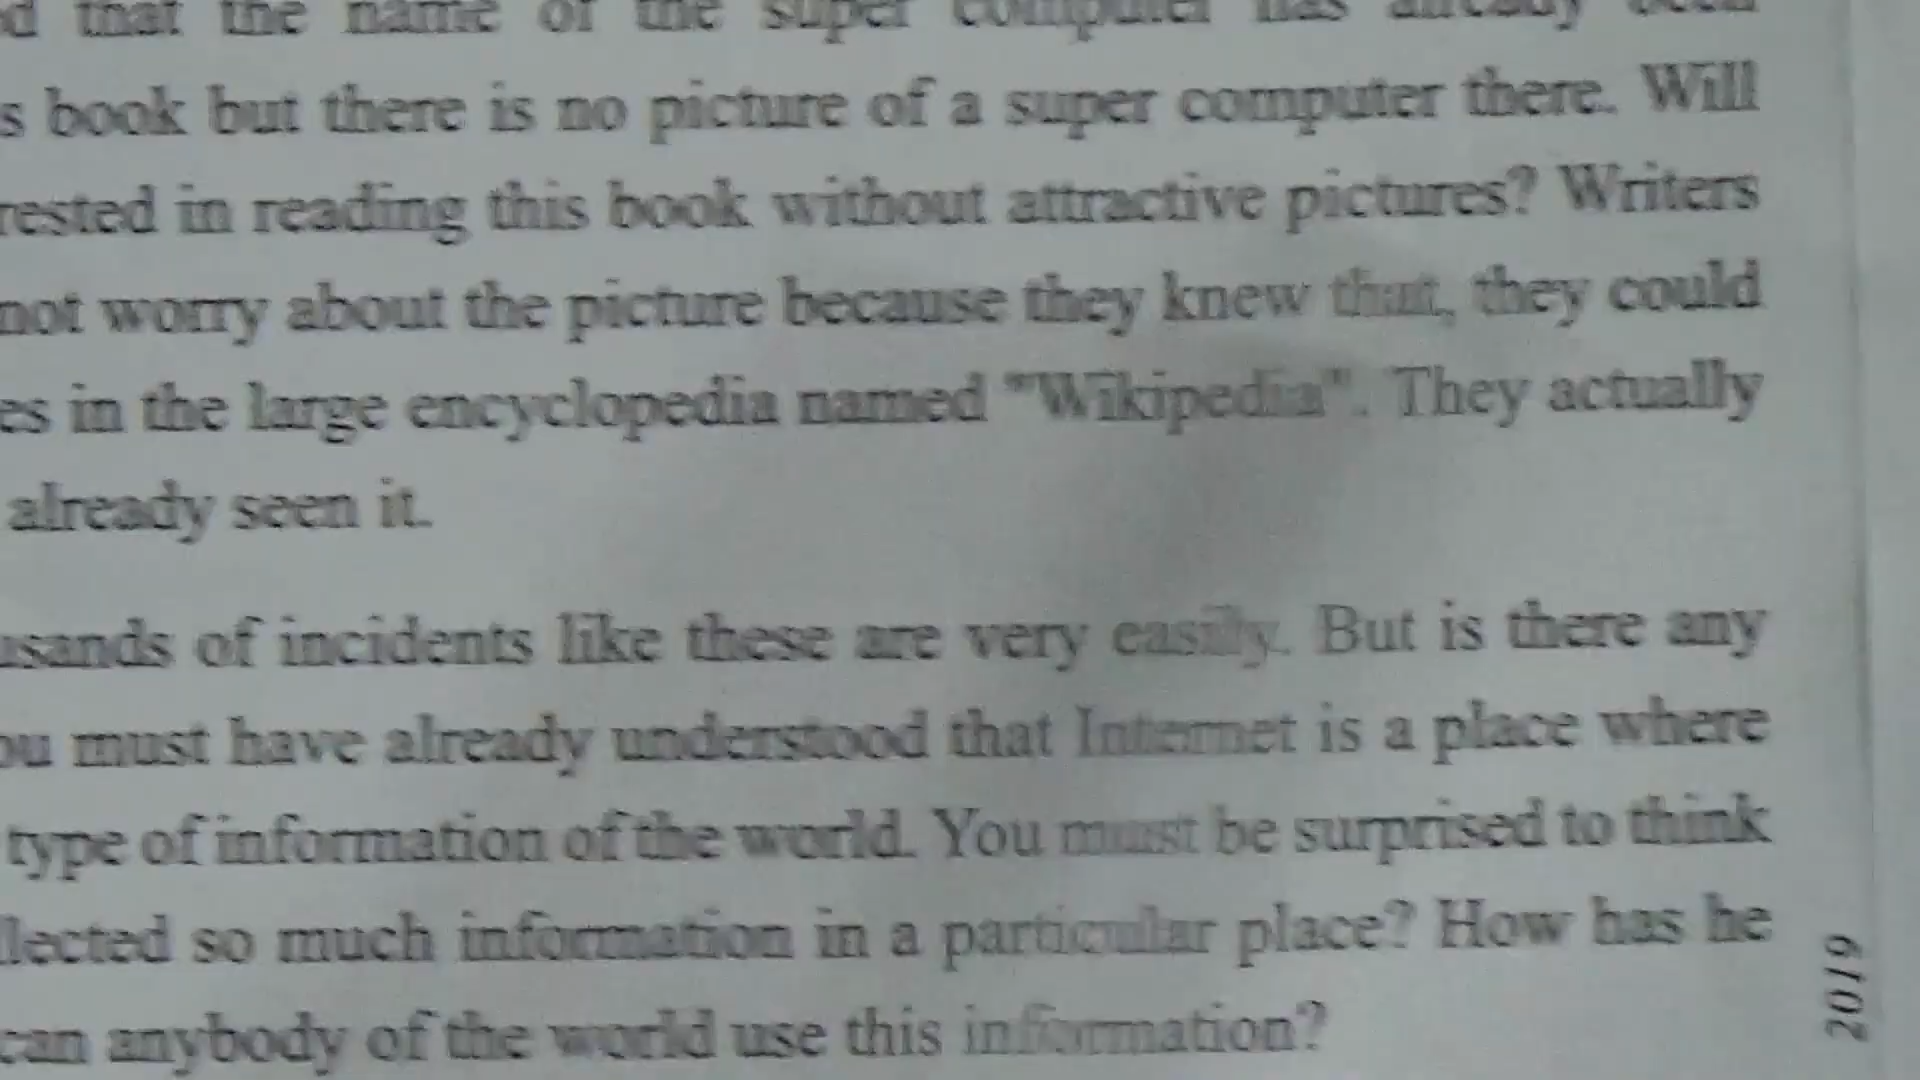 d that the name of the super computer has already been
s book but there is no picture of a super computer there. Will
rested in reading this book without attractive pictures? Writers
not worry about the picture because they knew that, they could
es in the large encyclopedia named "Wikipedia". They actually
already seen it.
usands of incidents like these are very easily. But is there any
ou must have already understood that Internet is a place where
type of information of the world. You must be surprised to think
llected so much information in a particular place? How has he
can anybody of the world use this information?
2019